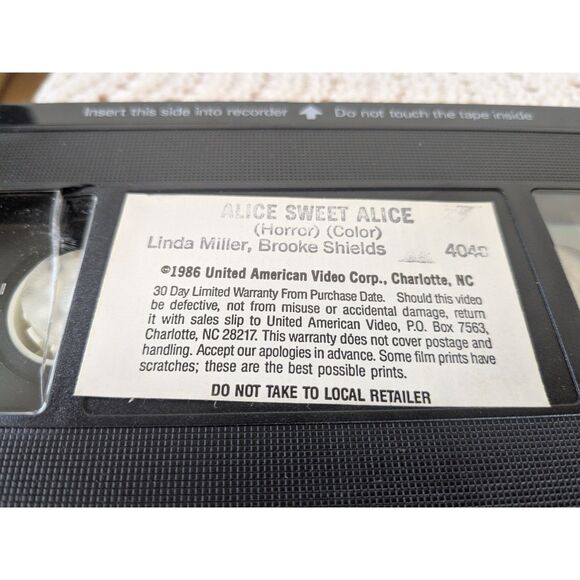 Insert this side into recorder Do not touch the tape inside
ALICE SWEET ALICE
(Horror) (Color)
Linda Miller, Brooke Shields 4048
©1986 United American Video Corp., Charlotte, NC
30 Day Limited Warranty From Purchase Date. Should this video
be defective, not from misuse or accidental damage, return
it with sales slip to United American Video, P.O. Box 7563,
Charlotte, NC 28217. This warranty does not cover postage and
handling. Accept our apologies in advance. Some film prints have
scratches; these are the best possible prints.
DO NOT TAKE TO LOCAL RETAILER